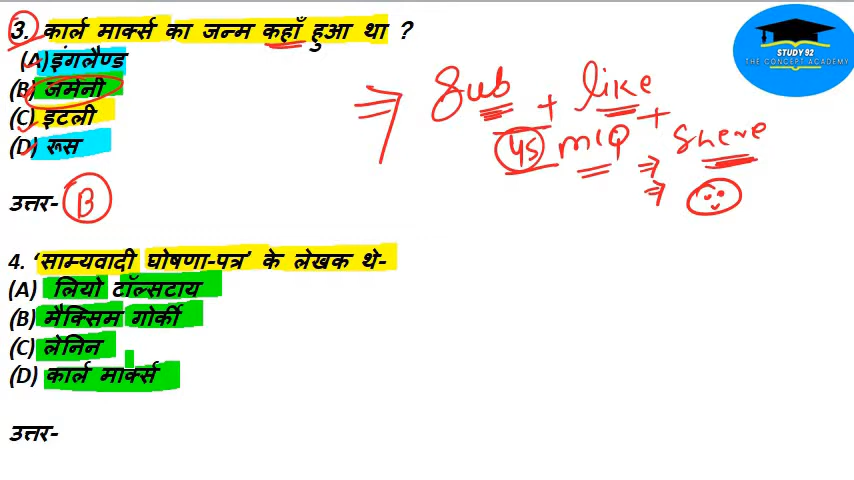 3. कार्ल मार्क्स का जन्म कहाँ हुआ था ?
(A) इंगलैण्ड
(B) जर्मनी
(C) इटली
(D) रूस
उत्तर- B
⇒ Sub + like +
45 MCQ ⇒ Share
⇒
STUDY 92
THE CONCEPT ACADEMY
4. ‘साम्यवादी घोषणा-पत्र’ के लेखक थे-
(A) लियो टॉल्सटाय
(B) मैक्सिम गोर्की
(C) लेनिन
(D) कार्ल मार्क्स
उत्तर-